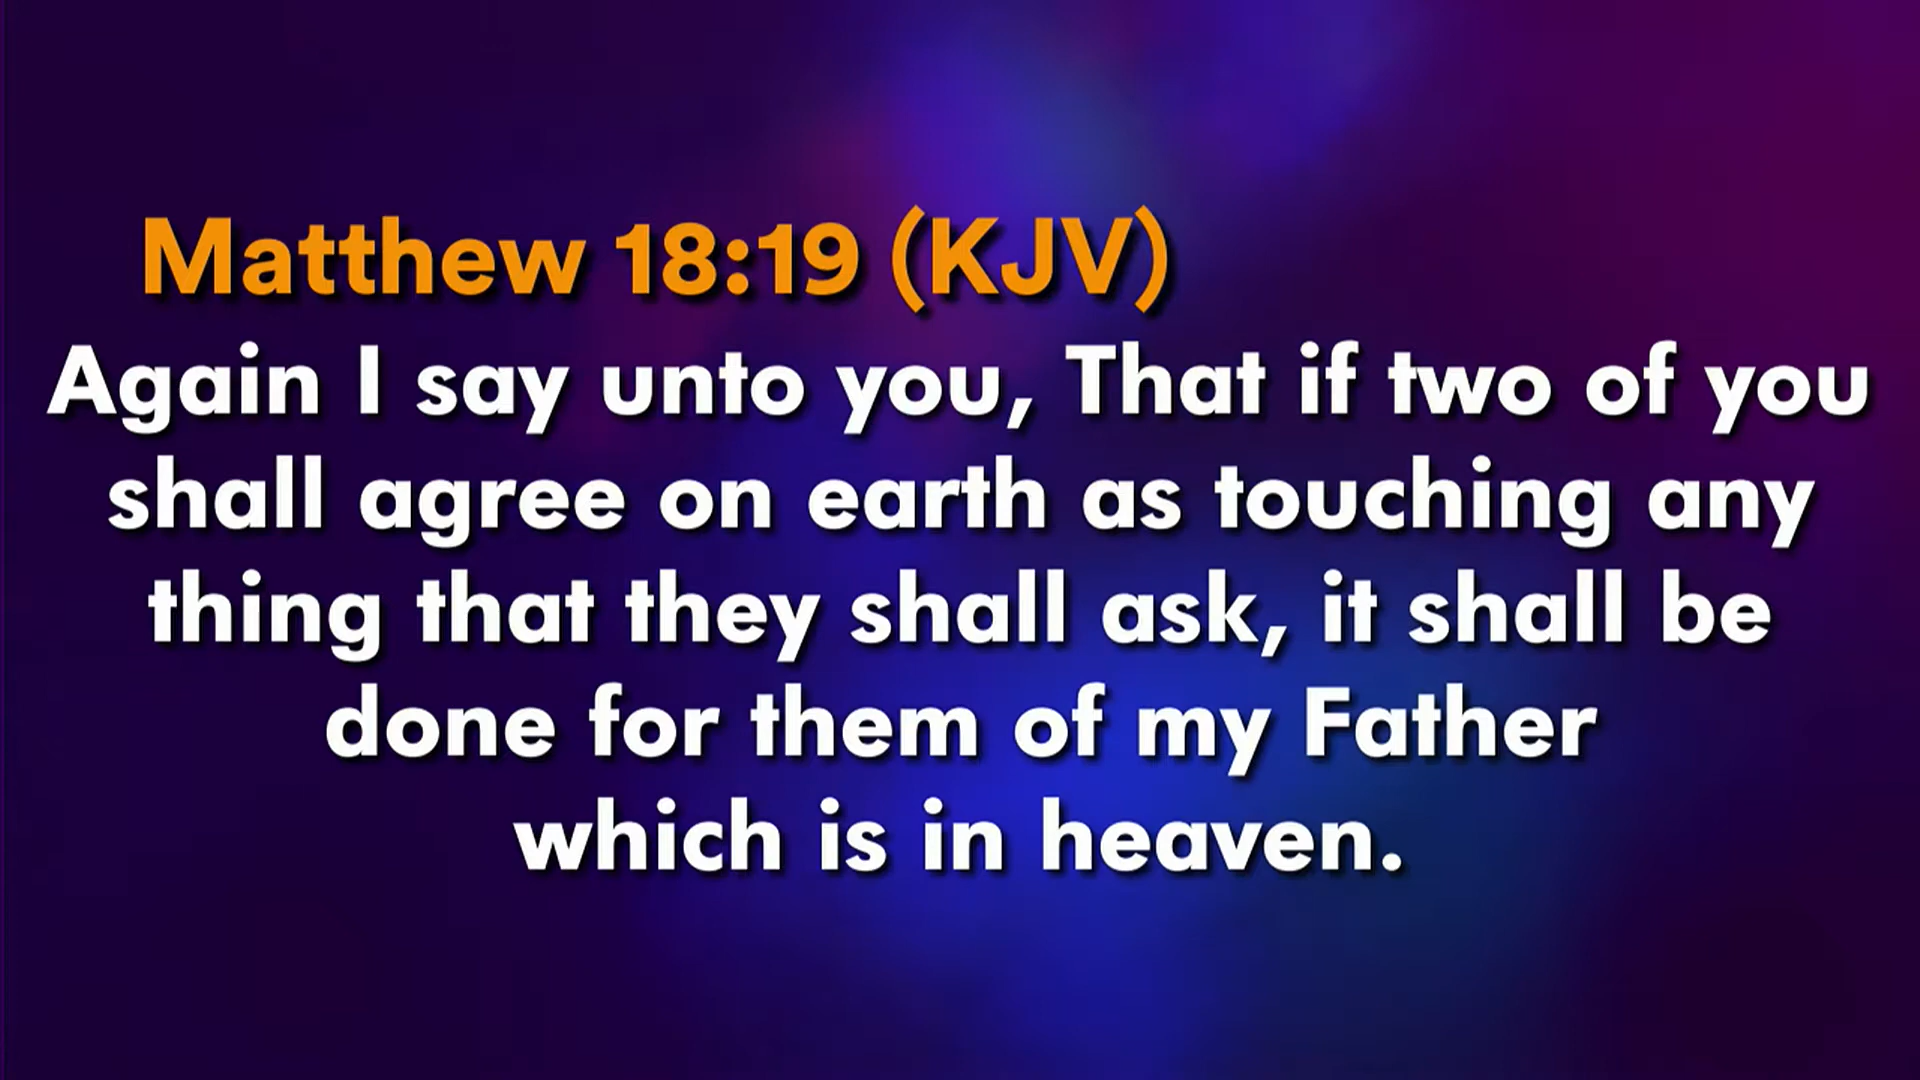 Matthew 18:19 (KJV)
Again I say unto you, That if two of you
shall agree on earth as touching any
thing that they shall ask, it shall be
done for them of my Father
which is in heaven.